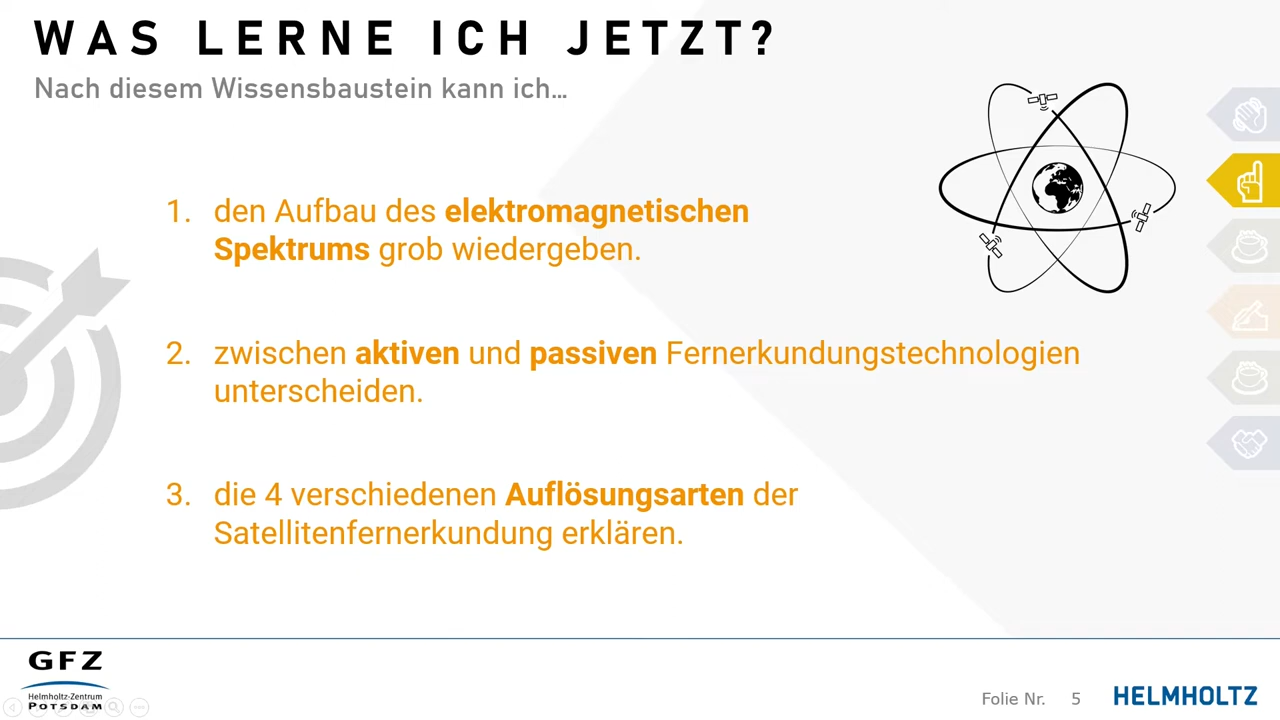 WAS LERNE ICH JETZT?
Nach diesem Wissensbaustein kann ich...
1. den Aufbau des elektromagnetischen
Spektrums grob wiedergeben.
2. zwischen aktiven und passiven Fernerkundungstechnologien
unterscheiden.
3. die 4 verschiedenen Auflösungsarten der
Satellitenfernerkundung erklären.
GFZ
Helmholtz-Zentrum
POTSDAM
Folie Nr. 5
HELMHOLTZ